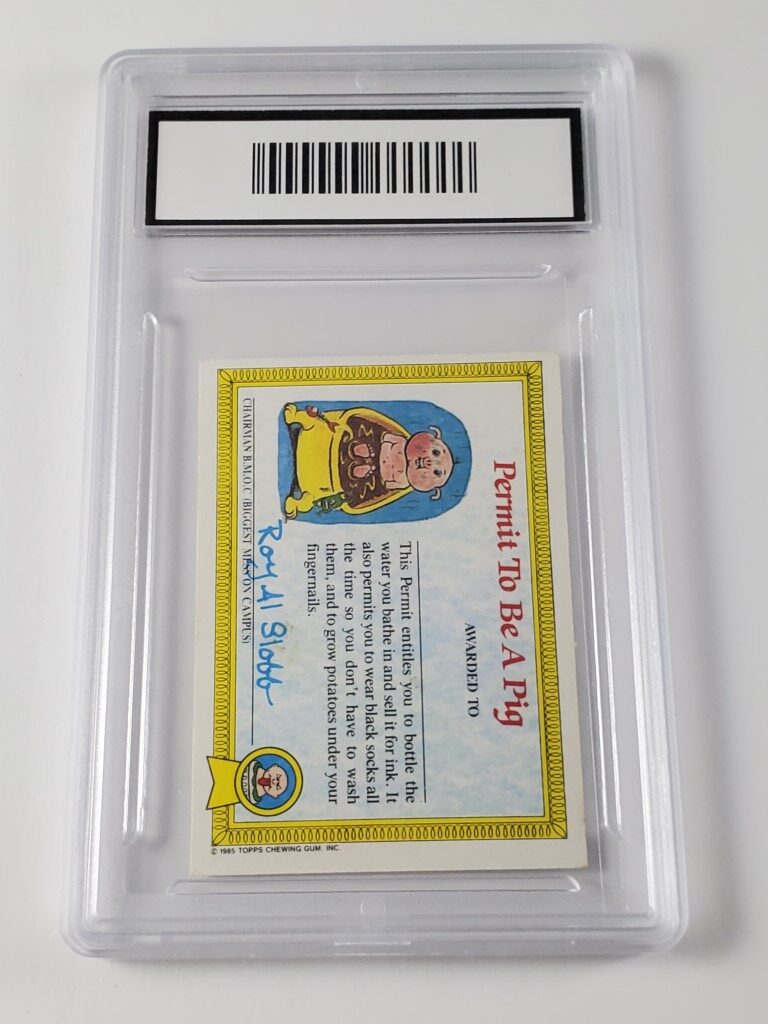 Permit To Be A Pig
AWARDED TO
This Permit entitles you to bottle the
water you bathe in and sell it for ink. It
also permits you to wear black socks all
the time so you don't have to wash
them, and to grow potatoes under your
fingernails.
Royal Slobb
CHAIRMAN B.M.O.C (BIGGEST MESS ON CAMPUS)
© 1985 TOPPS CHEWING GUM, INC.